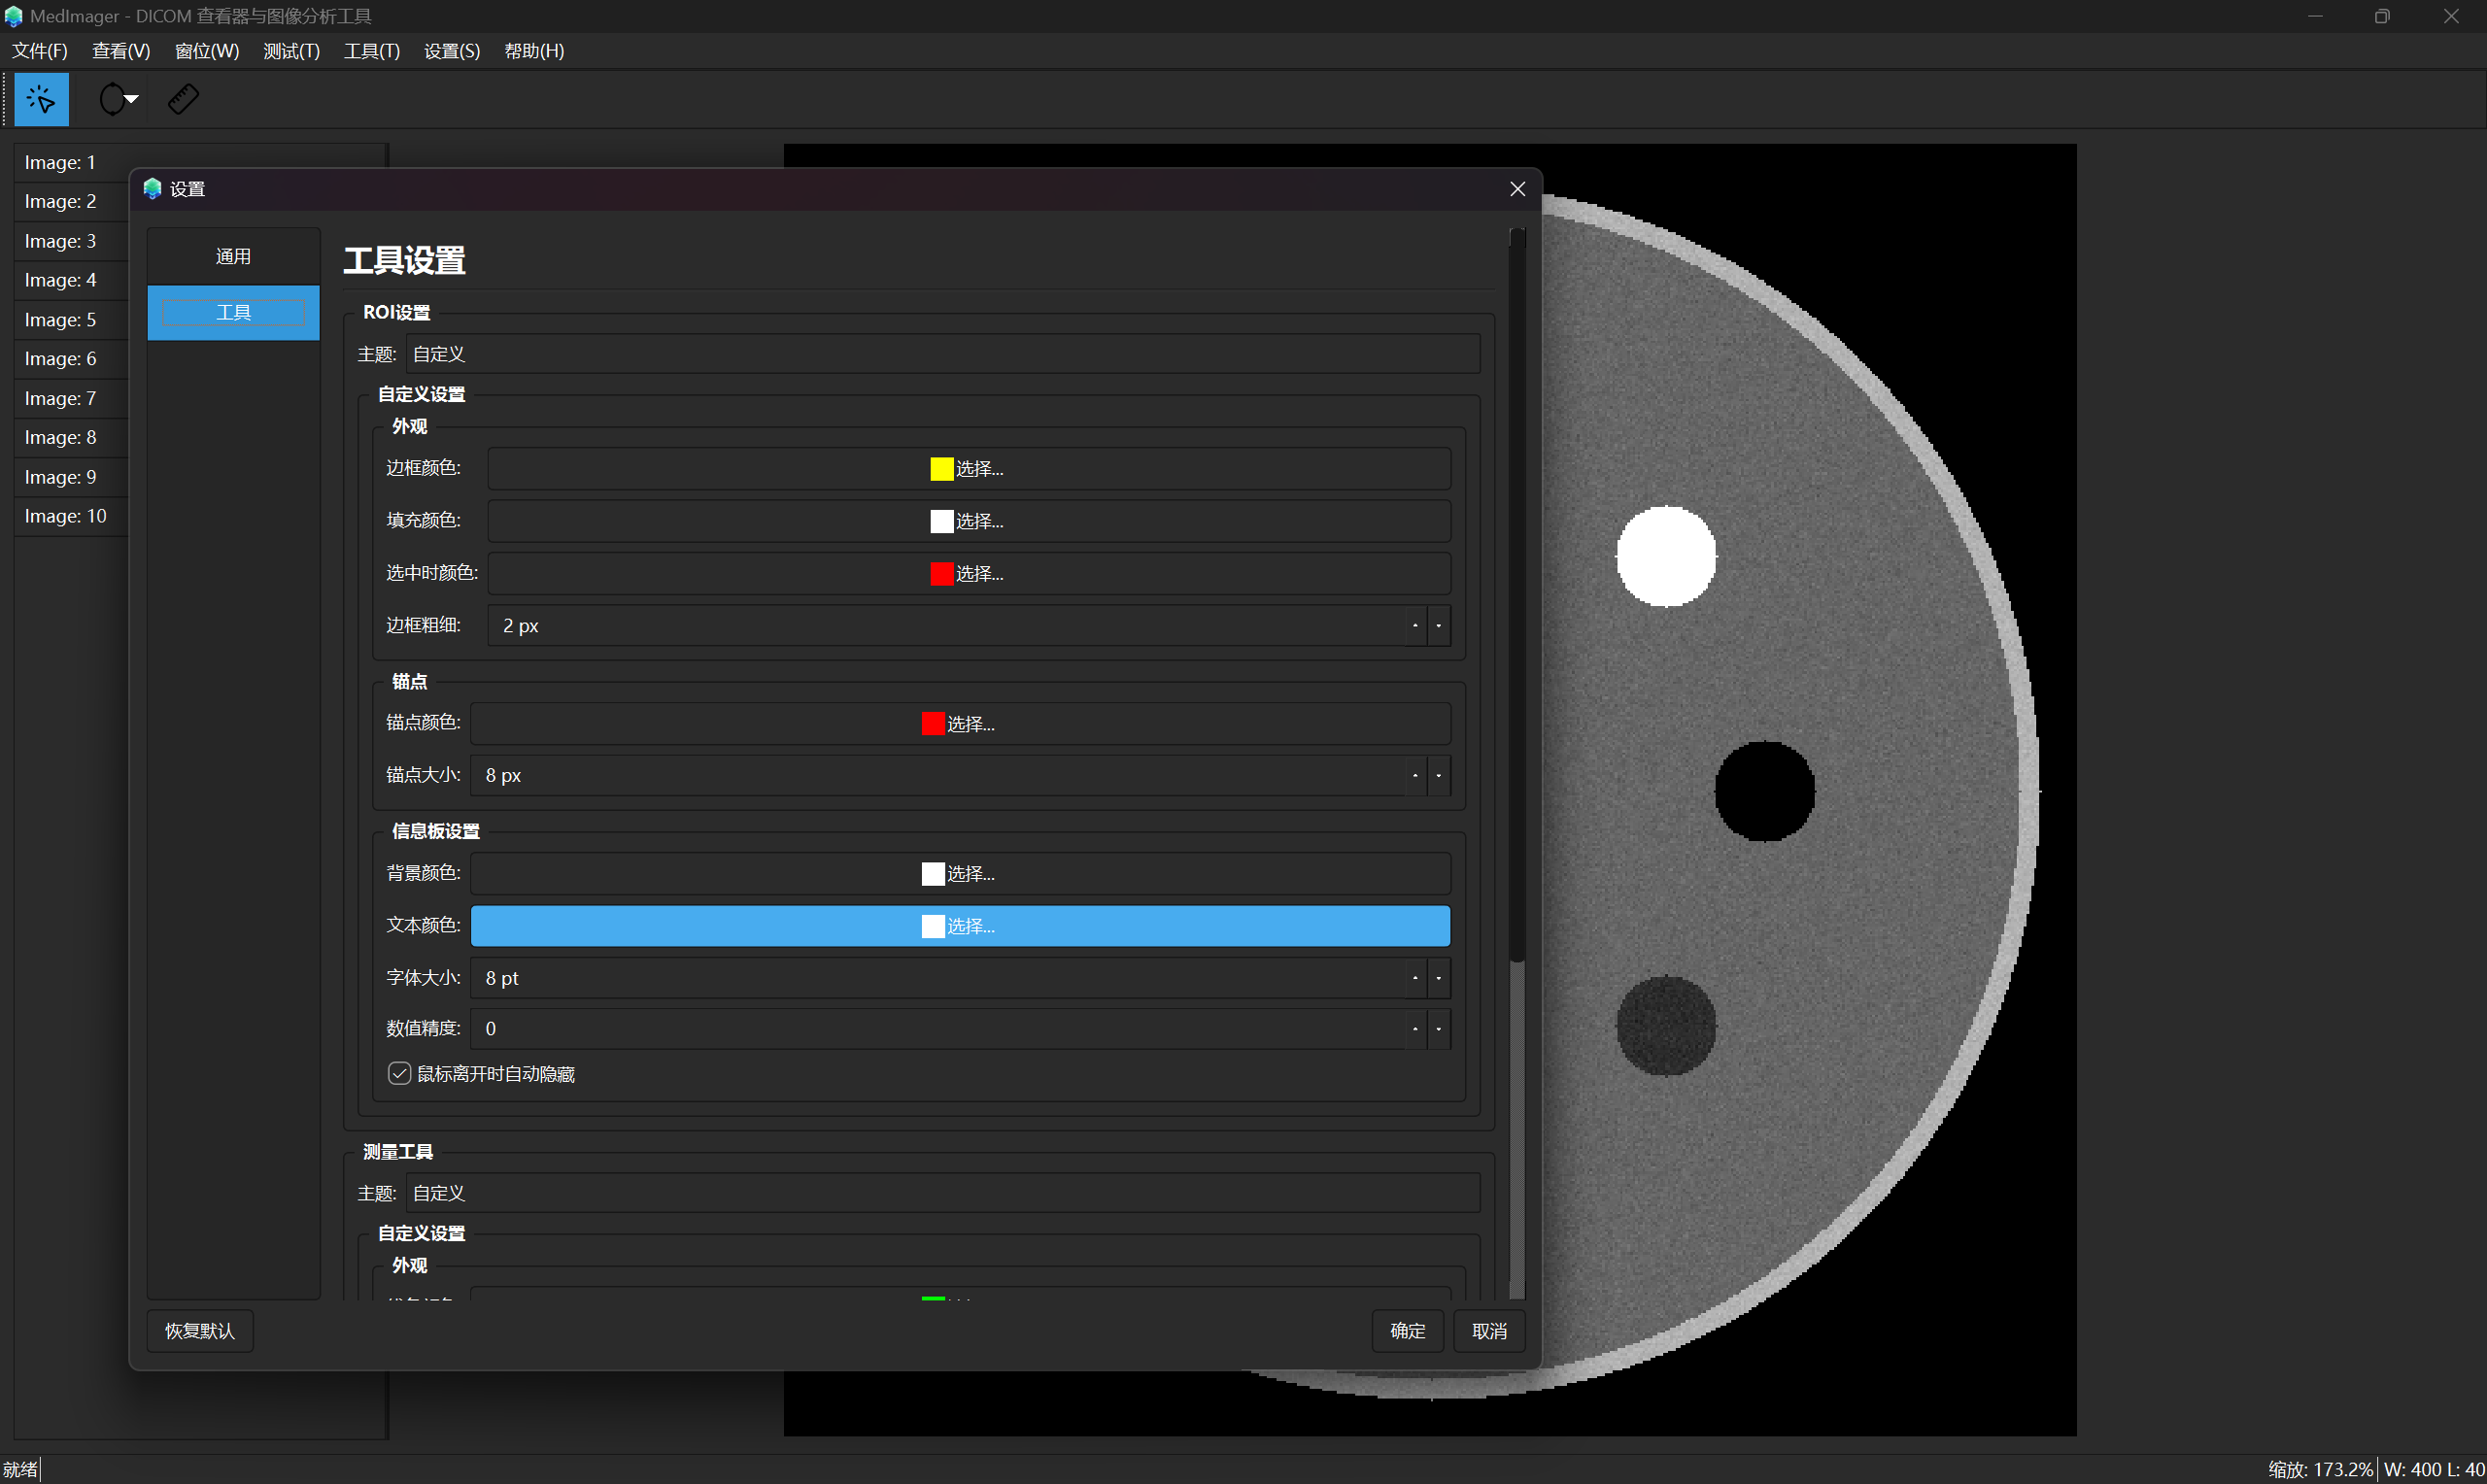 MedImager - DICOM 查看器与图像分析工具
文件(F) 查看(V) 窗位(W) 测试(T) 工具(T) 设置(S) 帮助(H)
Image: 1
Image: 2
Image: 3
Image: 4
Image: 5
Image: 6
Image: 7
Image: 8
Image: 9
Image: 10
设置
通用
工具
工具设置
ROI设置
主题: 自定义
自定义设置
外观
边框颜色: 选择...
填充颜色: 选择...
选中时颜色: 选择...
边框粗细: 2 px
锚点
锚点颜色: 选择...
锚点大小: 8 px
信息板设置
背景颜色: 选择...
文本颜色: 选择...
字体大小: 8 pt
数值精度: 0
鼠标离开时自动隐藏
测量工具
主题: 自定义
自定义设置
外观
恢复默认 确定 取消
就绪 缩放: 173.2% W: 400 L: 40